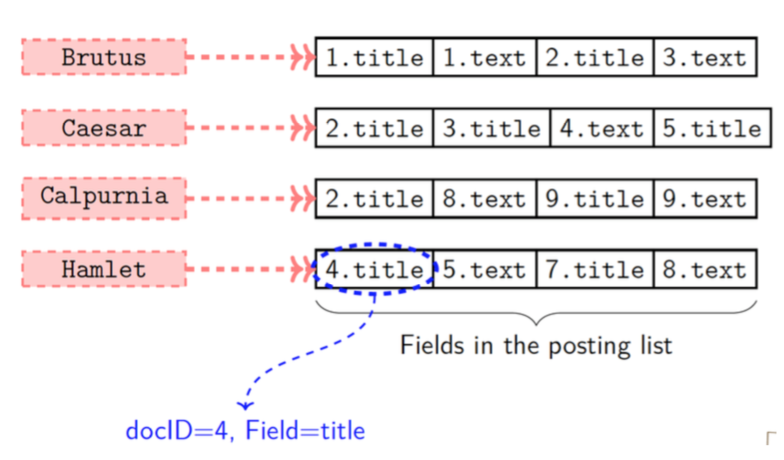 Brutus 1.title 1.text 2.title 3.text
Caesar 2.title 3.title 4.text 5.title
Calpurnia 2.title 8.text 9.title 9.text
Hamlet 4.title 5.text 7.title 8.text
Fields in the posting list
docID=4, Field=title